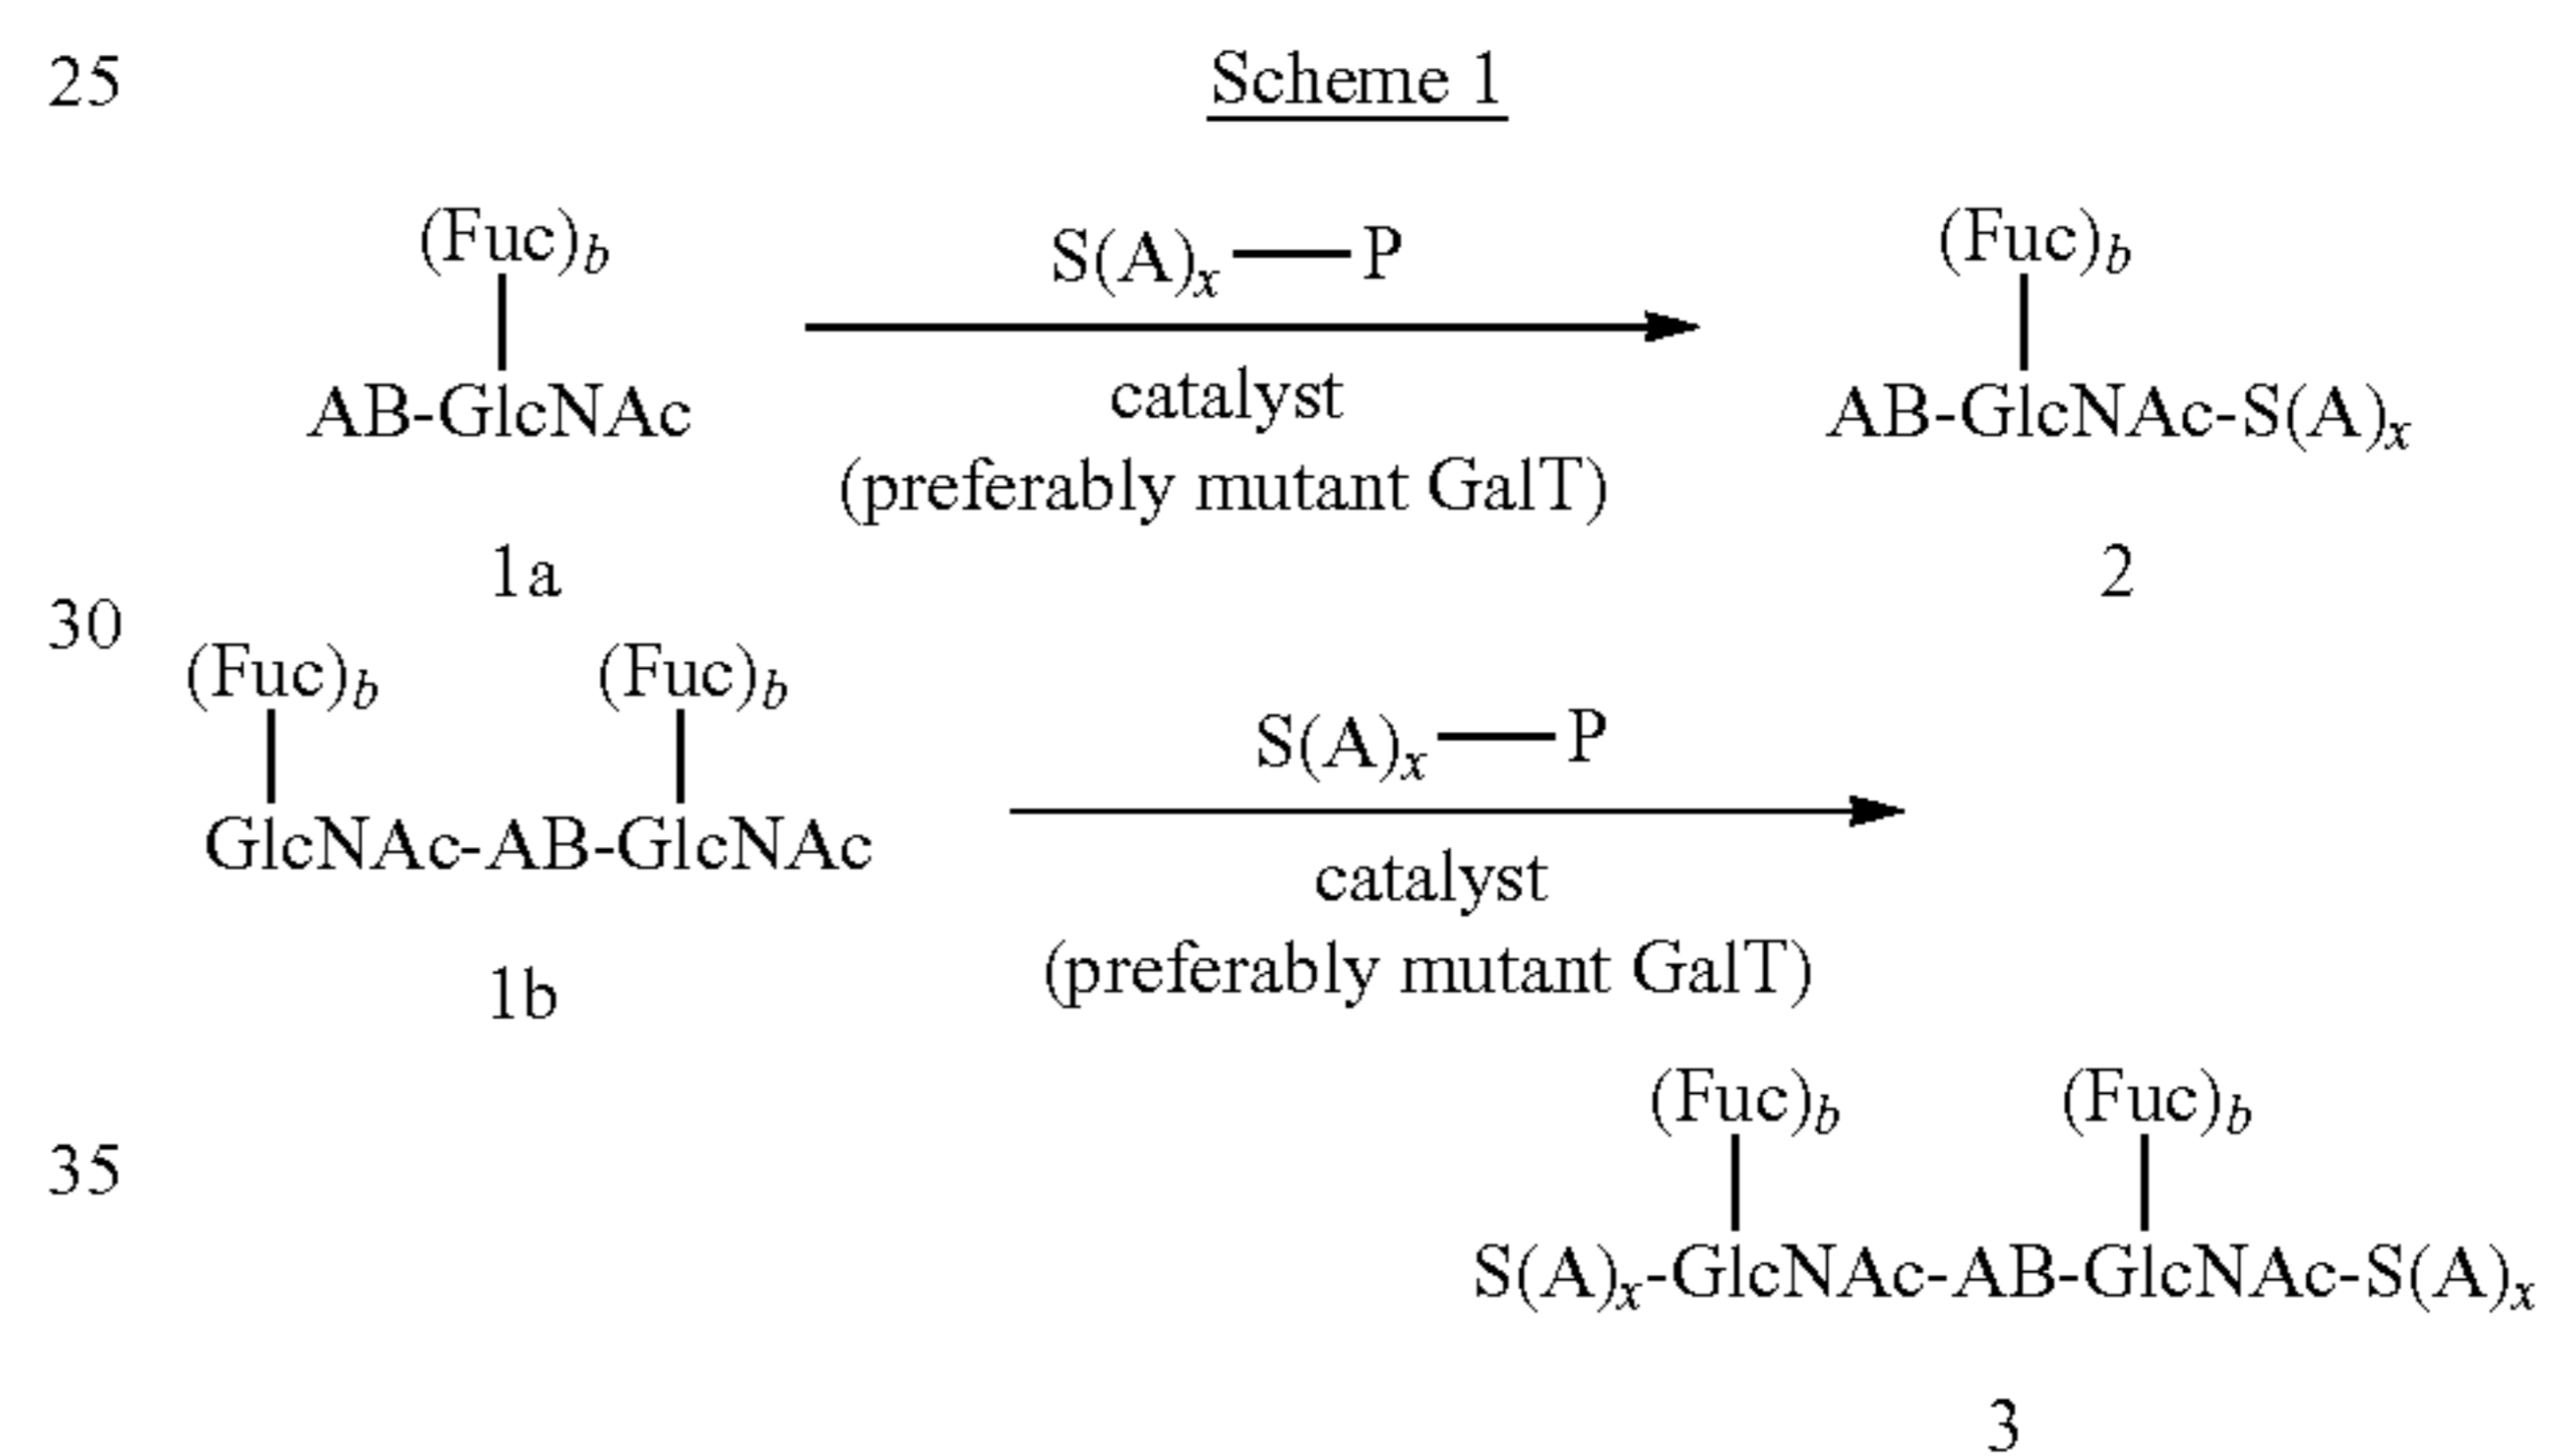 25
Scheme 1
(Fuc)b
S(A)x—P
(Fuc)b
AB-GlcNAc
catalyst
AB-GlcNAc-S(A)x
(preferably mutant GalT)
1a
2
30
(Fuc)b
(Fuc)b
S(A)x—P
GlcNAc-AB-GlcNAc
catalyst
(preferably mutant GalT)
1b
(Fuc)b
(Fuc)b
35
S(A)x-GlcNAc-AB-GlcNAc-S(A)x
3